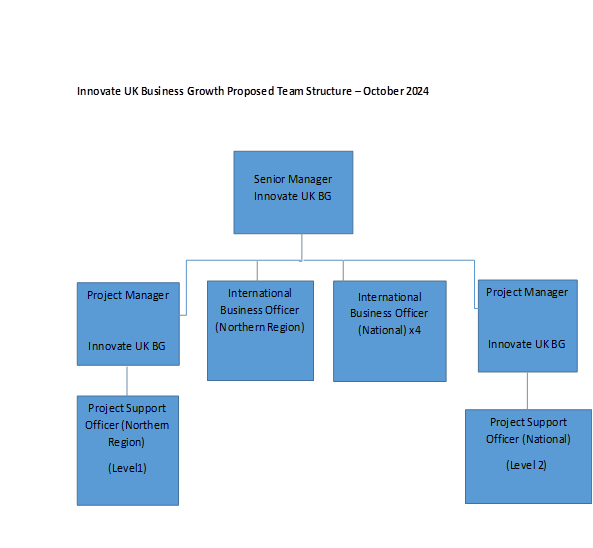 Innovate UK Business Growth Proposed Team Structure – October 2024
Senior Manager
Innovate UK BG
Project Manager
Innovate UK BG
International
Business Officer
(Northern Region)
International
Business Officer
(National) x4
Project Manager
Innovate UK BG
Project Support
Officer (Northern
Region)
(Level1)
Project Support
Officer (National)
(Level 2)